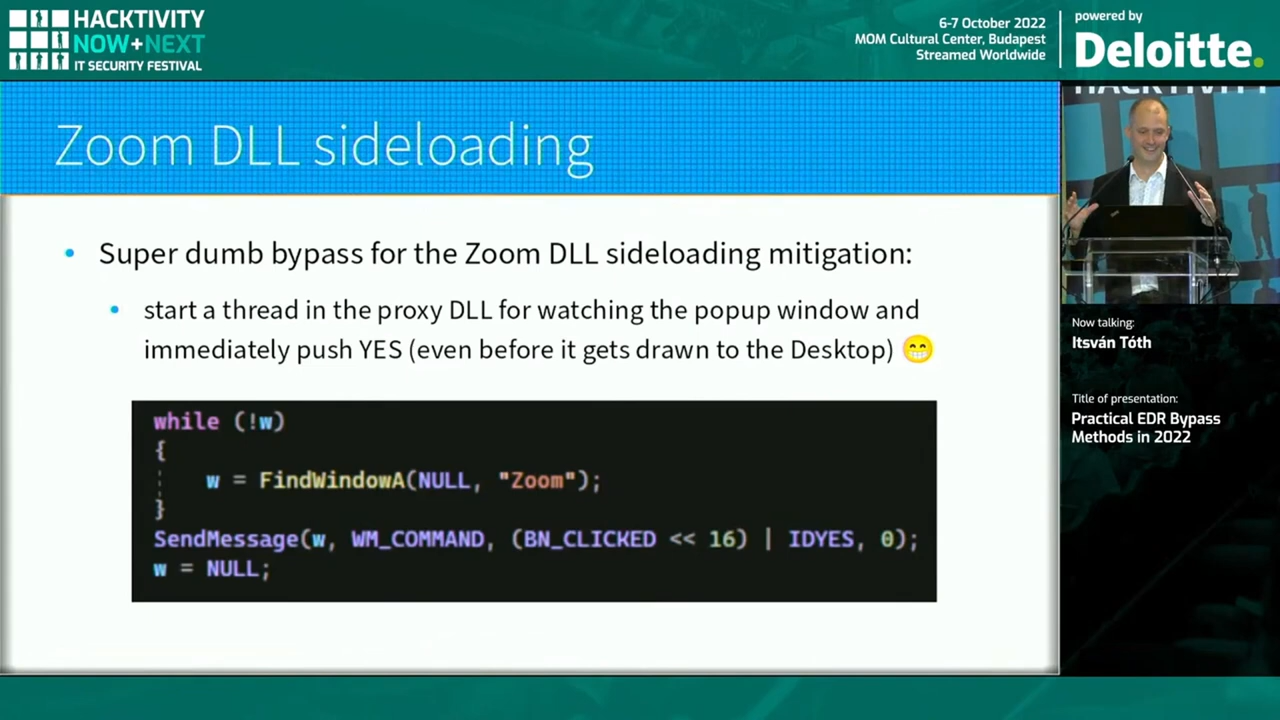 HACKTIVITY
NOW+NEXT
IT SECURITY FESTIVAL
6-7 October 2022
MOM Cultural Center, Budapest
Streamed Worldwide
powered by
Deloitte.
Zoom DLL sideloading
• Super dumb bypass for the Zoom DLL sideloading mitigation:
• start a thread in the proxy DLL for watching the popup window and
immediately push YES (even before it gets drawn to the Desktop) 😁
while (!w)
{
w = FindWindowA(NULL, "Zoom");
}
SendMessage(w, WM_COMMAND, (BN_CLICKED << 16) | IDYES, 0);
w = NULL;
HACKTIVITY
Now talking:
Itsván Tóth
Title of presentation:
Practical EDR Bypass
Methods in 2022